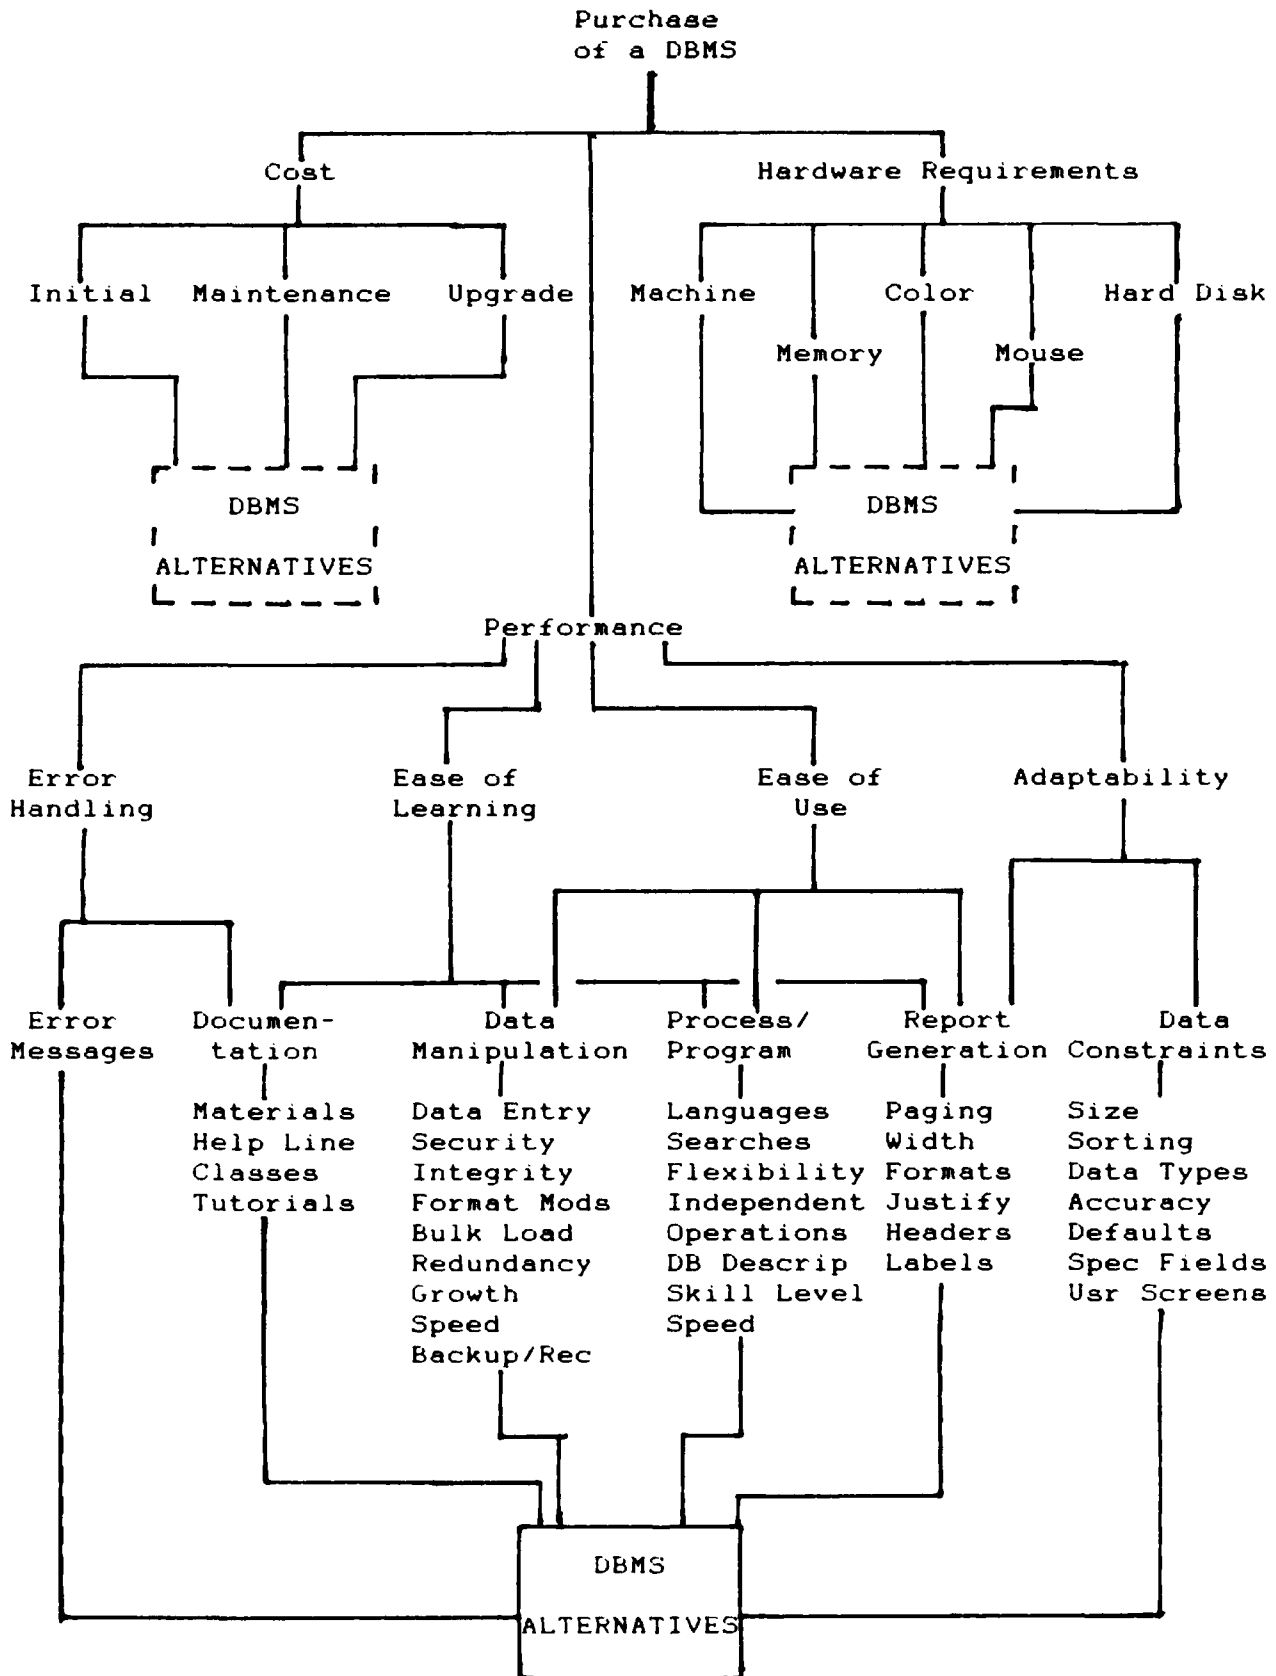 Purchase
of a DBMS
Cost
Hardware Requirements
Initial Maintenance Upgrade Machine Color Hard Disk
Memory Mouse
DBMS
ALTERNATIVES
DBMS
ALTERNATIVES
Performance
Error
Handling
Ease of
Learning
Ease of
Use
Adaptability
Error
Messages
Documen-
tation
Materials
Help Line
Classes
Tutorials
Data
Manipulation
Data Entry
Security
Integrity
Format Mods
Bulk Load
Redundancy
Growth
Speed
Backup/Rec
Process/
Program
Languages
Searches
Flexibility
Independent
Operations
DB Descrip
Skill Level
Speed
Report
Generation
Paging
Width
Formats
Justify
Headers
Labels
Data
Constraints
Size
Sorting
Data Types
Accuracy
Defaults
Spec Fields
Usr Screens
DBMS
ALTERNATIVES